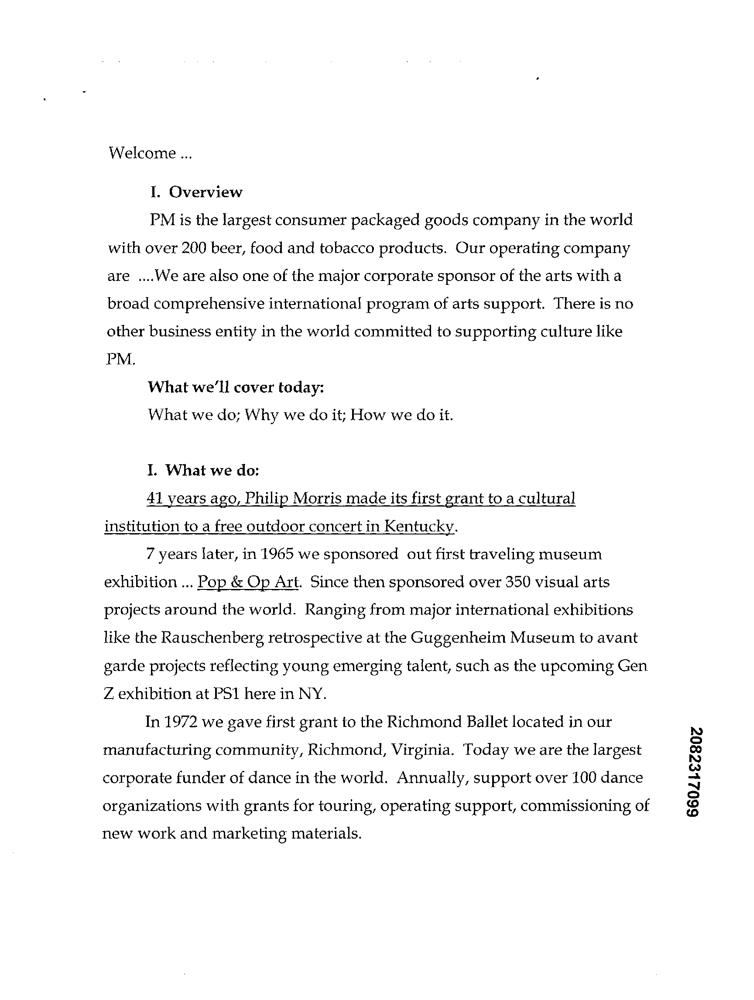 Welcome ...
I. Overview
PM is the largest consumer packaged goods company in the world
with over 200 beer, food and tobacco products. Our operating company
are ....We are also one of the major corporate sponsor of the arts with a
broad comprehensive international program of arts support. There is no
other business entity in the world committed to supporting culture like
PM.
What we'll cover today:
What we do; Why we do it; How we do it.
I. What we do:
41 years ago, Philip Morris made its first grant to a cultural
institution to a free outdoor concert in Kentucky.
7 years later, in 1965 we sponsored out first traveling museum
exhibition ... Pop & Op Art. Since then sponsored over 350 visual arts
projects around the world. Ranging from major international exhibitions
like the Rauschenberg retrospective at the Guggenheim Museum to avant
garde projects reflecting young emerging talent, such as the upcoming Gen
Z exhibition at PS1 here in NY.
In 1972 we gave first grant to the Richmond Ballet located in our
manufacturing community, Richmond, Virginia. Today we are the largest
corporate funder of dance in the world. Annually, support over 100 dance
organizations with grants for touring, operating support, commissioning of
new work and marketing materials.
2082317099